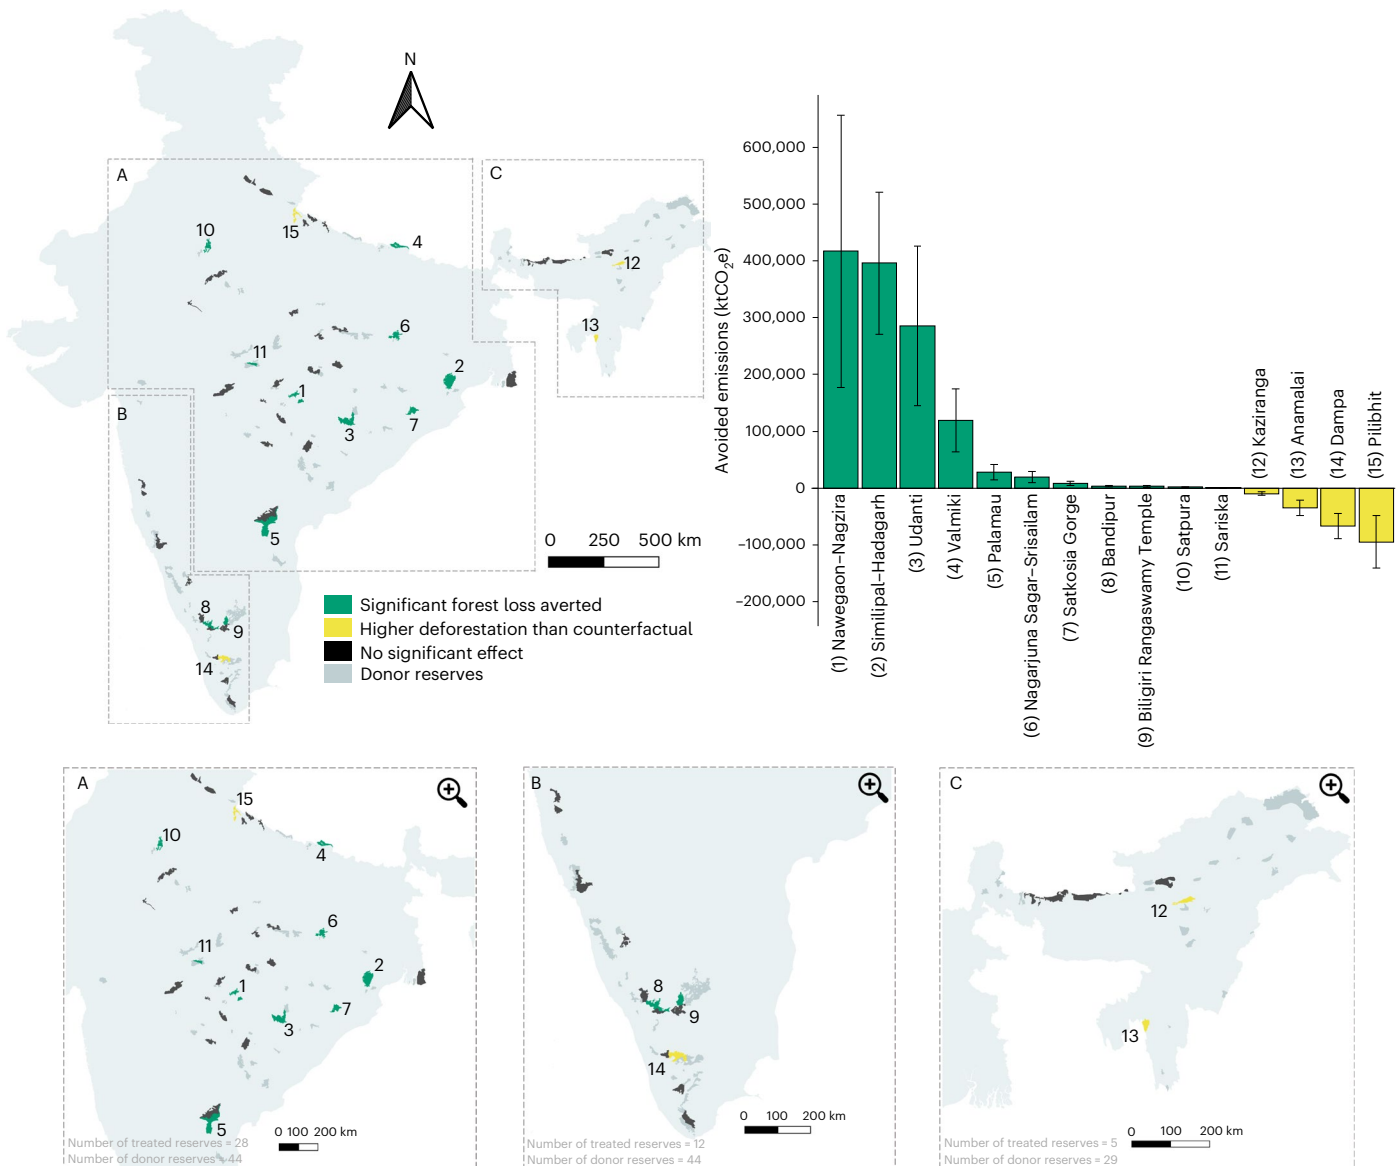 N
A
C
10
15
4
12
13
6
11
2
1
B
3
7
5
0 250 500 km
8
9
14
Significant forest loss averted
Higher deforestation than counterfactual
No significant effect
Donor reserves
Avoided emissions (ktCO2e)
600,000
500,000
400,000
300,000
200,000
100,000
0
−100,000
−200,000
(1) Nawegaon–Nagzira
(2) Similipal–Hadagarh
(3) Udanti
(4) Valmiki
(5) Palamau
(6) Nagarjuna Sagar–Srisailam
(7) Satkosia Gorge
(8) Bandipur
(9) Biligiri Rangaswamy Temple
(10) Satpura
(11) Sariska
(12) Kaziranga
(13) Anamalai
(14) Dampa
(15) Pilibhit
A
15
10
4
6
11
2
1
7
3
5
0 100 200 km
Number of treated reserves = 28
Number of donor reserves = 44
B
8
9
14
0 100 200 km
Number of treated reserves = 12
Number of donor reserves = 44
C
12
13
0 100 200 km
Number of treated reserves = 5
Number of donor reserves = 29